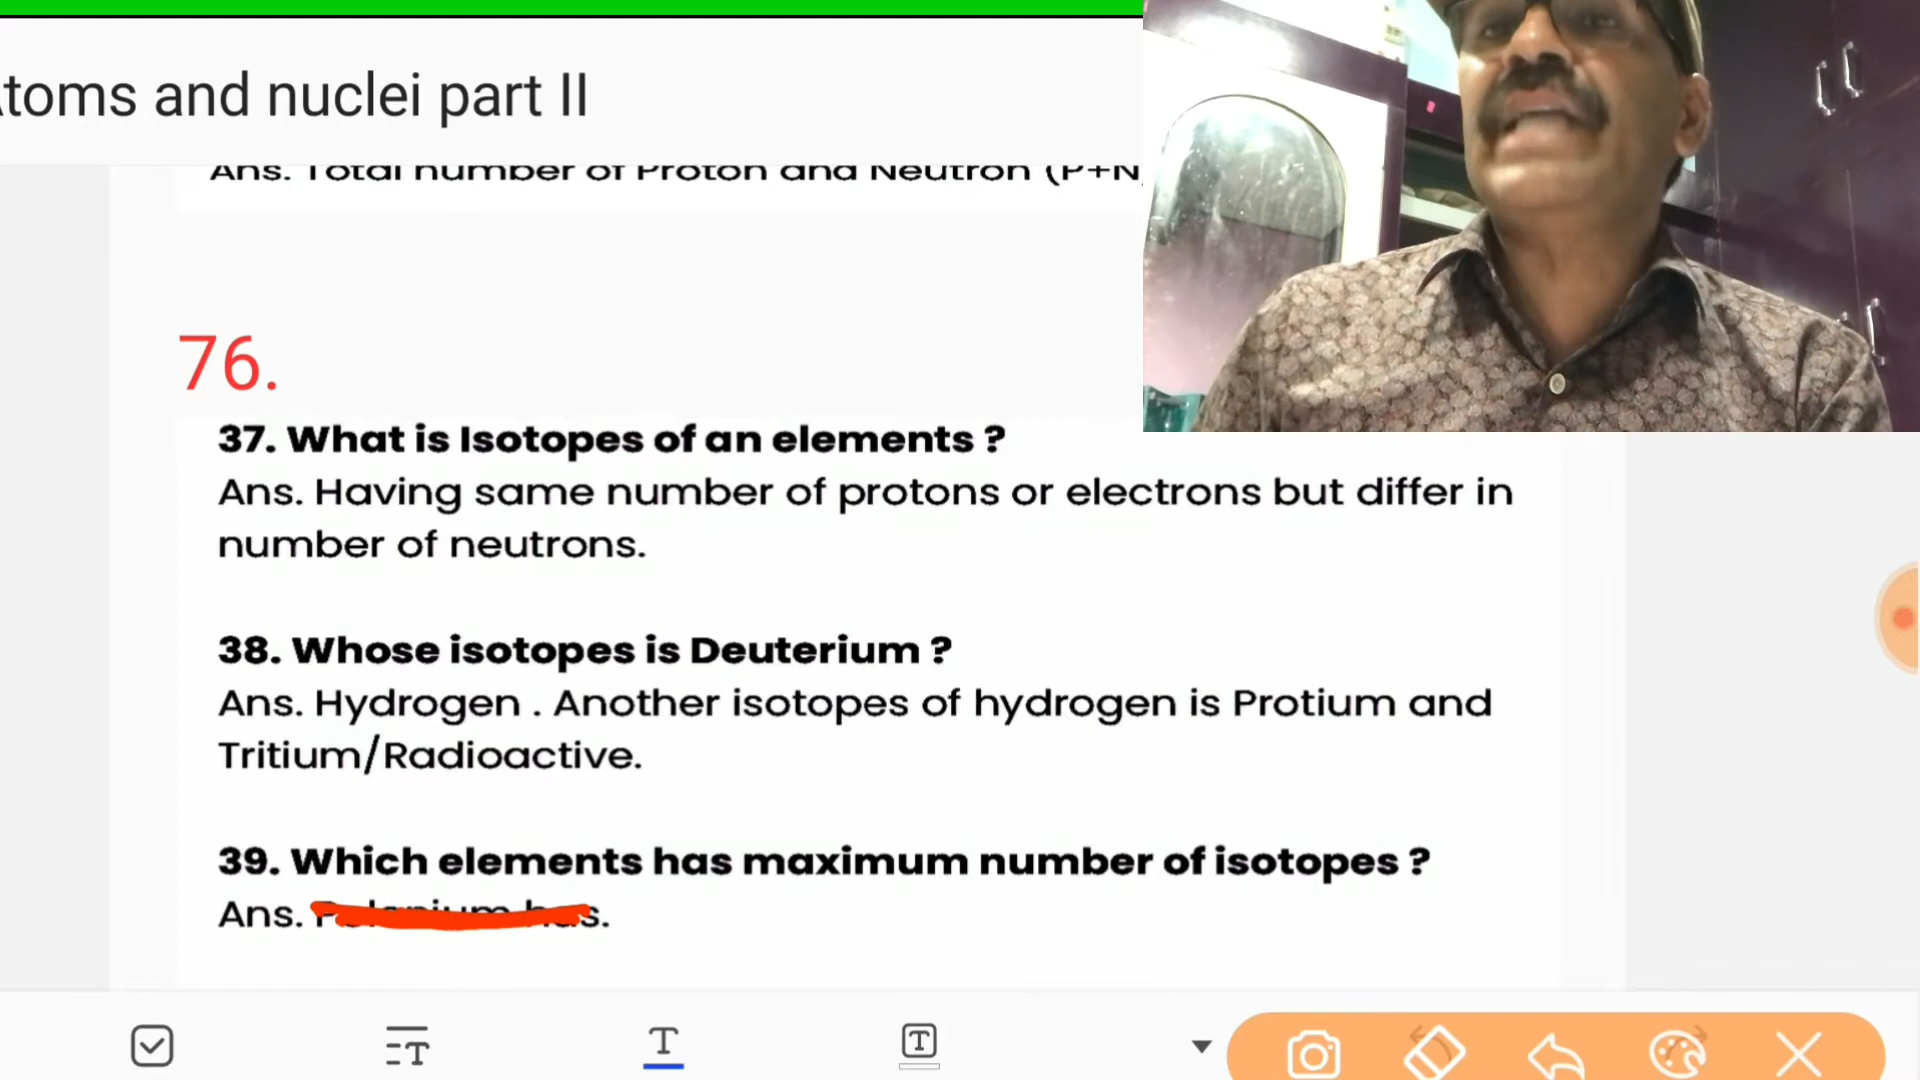 toms and nuclei part II
Ans. Total number of Proton and Neutron (P+N
76.
37. What is Isotopes of an elements ?
Ans. Having same number of protons or electrons but differ in
number of neutrons.
38. Whose isotopes is Deuterium ?
Ans. Hydrogen . Another isotopes of hydrogen is Protium and
Tritium/Radioactive.
39. Which elements has maximum number of isotopes ?
Ans. Polonium has.